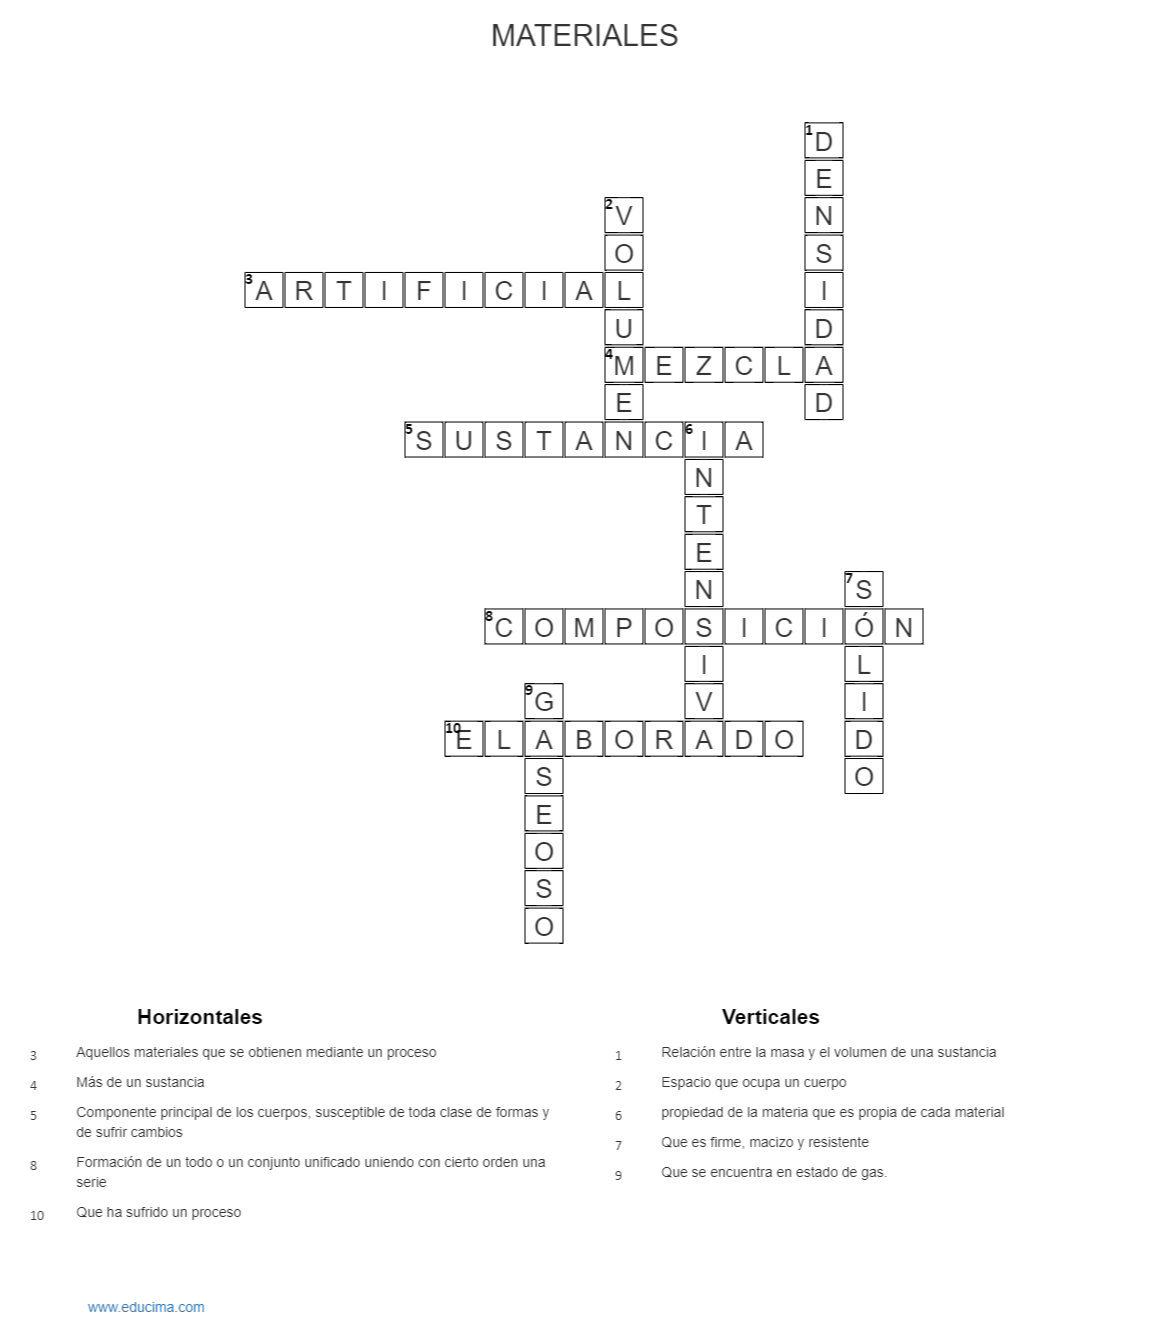 MATERIALES
1 D
E
2 V N
O S
3 A R T I F I C I A L I
U D
4 M E Z C L A
E D
5 S U S T A N C 6 I A
N
T
E
N 7 S
8 C O M P O S I C I Ó N
I L
9 G V I
10 E L A B O R A D O D
S O
E
O
S
O
Horizontales
3 Aquellos materiales que se obtienen mediante un proceso
4 Más de un sustancia
5 Componente principal de los cuerpos, susceptible de toda clase de formas y
de sufrir cambios
8 Formación de un todo o un conjunto unificado uniendo con cierto orden una
serie
10 Que ha sufrido un proceso
Verticales
1 Relación entre la masa y el volumen de una sustancia
2 Espacio que ocupa un cuerpo
6 propiedad de la materia que es propia de cada material
7 Que es firme, macizo y resistente
9 Que se encuentra en estado de gas.
www.educima.com